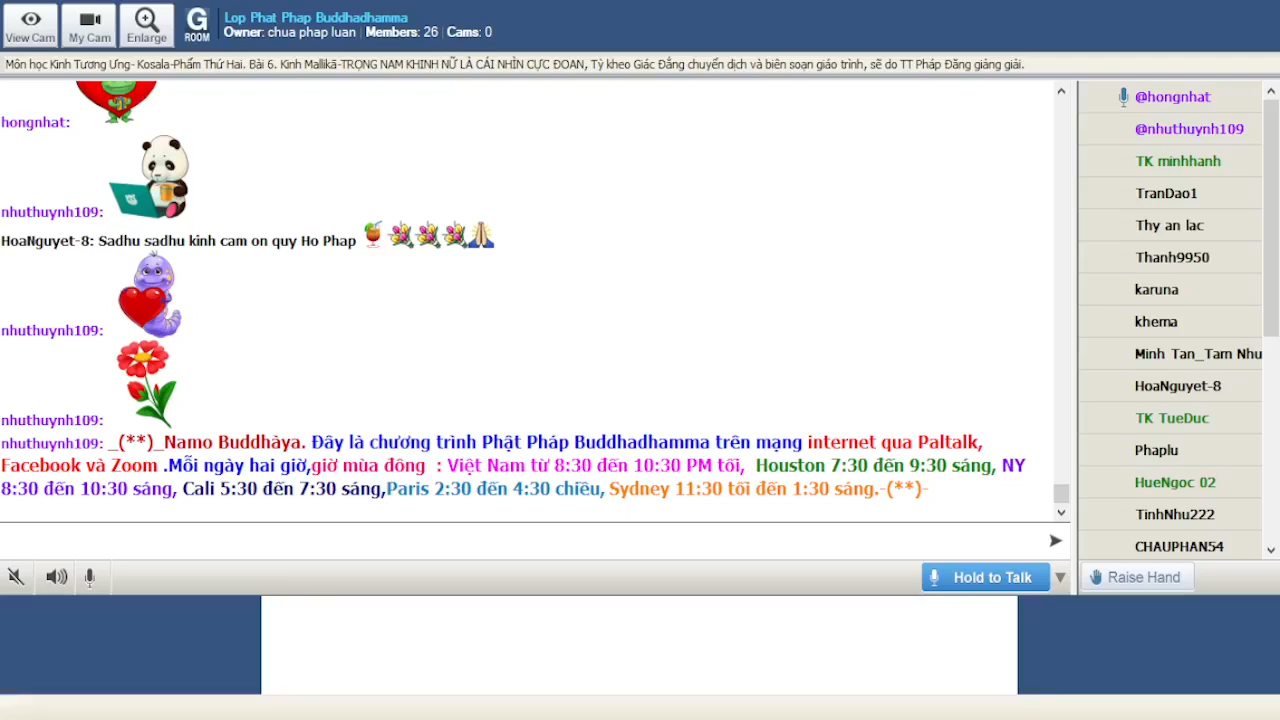 View Cam
My Cam
Enlarge
G
ROOM
Lop Phat Phap Buddhadhamma
Owner: chua phap luan Members: 26 Cams: 0
Môn học Kinh Tương Ưng- Kosala-Phẩm Thứ Hai. Bài 6. Kinh Mallikā-TRỌNG NAM KHINH NỮ LÀ CÁI NHÌN CỰC ĐOAN, Tỳ kheo Giác Đẳng chuyển dịch và biên soạn giáo trình, sẽ do TT Pháp Đăng giảng giải.
hongnhat:
nhuthuynh109:
HoaNguyet-8: Sadhu sadhu kinh cam on quy Ho Phap
nhuthuynh109:
nhuthuynh109:
nhuthuynh109: _(**)_Namo Buddhàya. Đây là chương trình Phật Pháp Buddhadhamma trên mạng internet qua Paltalk,
Facebook và Zoom .Mỗi ngày hai giờ,giờ mùa đông : Việt Nam từ 8:30 đến 10:30 PM tối, Houston 7:30 đến 9:30 sáng, NY
8:30 đến 10:30 sáng, Cali 5:30 đến 7:30 sáng,Paris 2:30 đến 4:30 chiều, Sydney 11:30 tối đến 1:30 sáng.-(**)-
Hold to Talk
@hongnhat
@nhuthuynh109
TK minhhanh
TranDao1
Thy an lac
Thanh9950
karuna
khema
Minh Tan_Tam Nhu
HoaNguyet-8
TK TueDuc
Phaplu
HueNgoc 02
TinhNhu222
CHAUPHAN54
Raise Hand